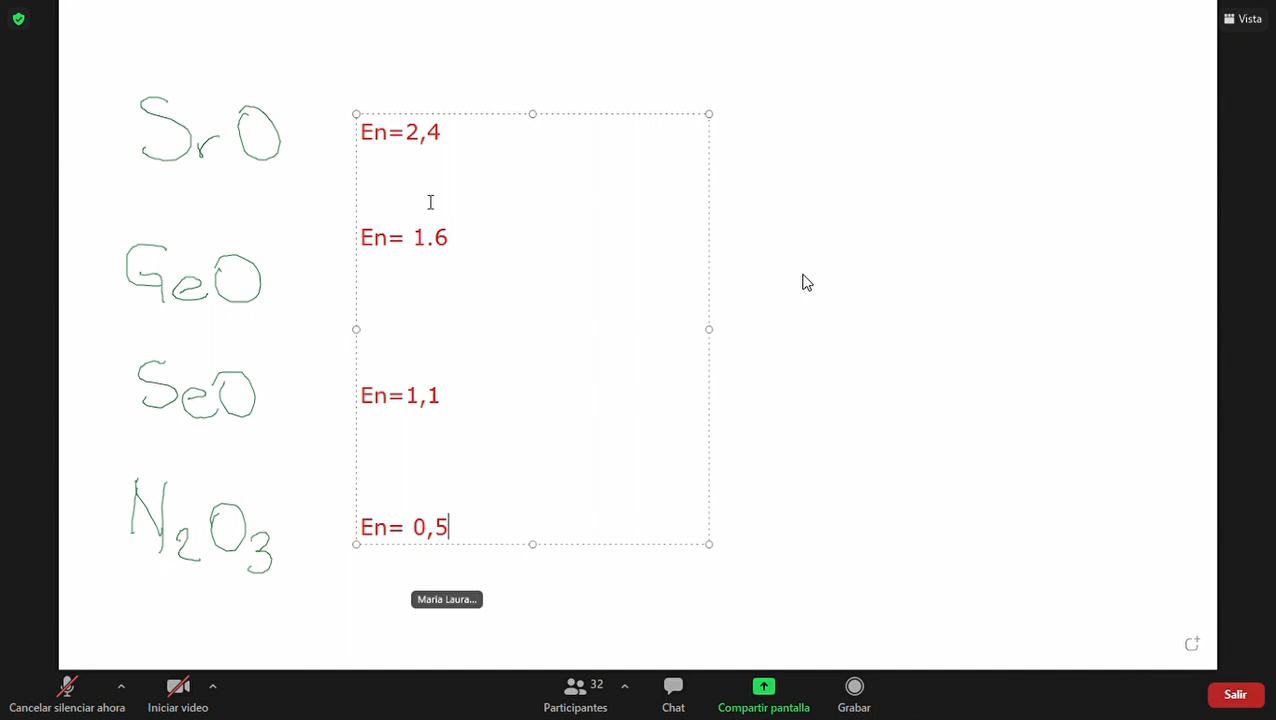 Vista
SrO
En=2,4
GeO
En= 1.6
SeO
En=1,1
N2O3
En= 0,5
Maria Laura...
Cancelar silenciar ahora
Iniciar video
32
Participantes
Chat
Compartir pantalla
Grabar
Salir